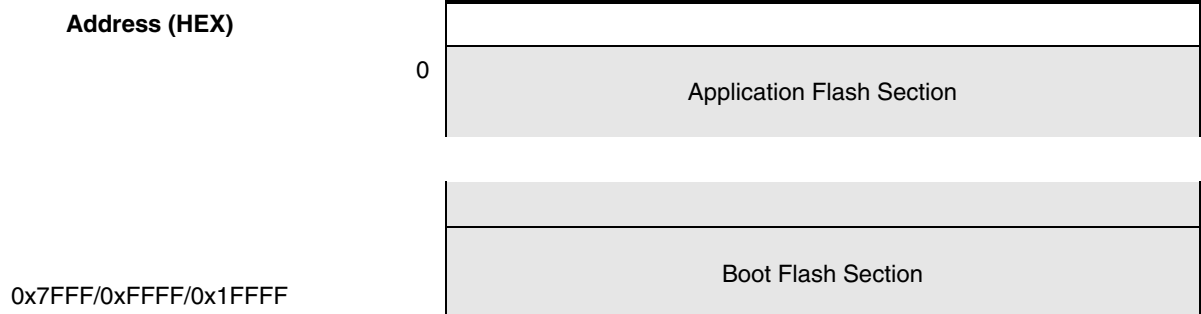 Address (HEX)
0
Application Flash Section
Boot Flash Section
0x7FFF/0xFFFF/0x1FFFF